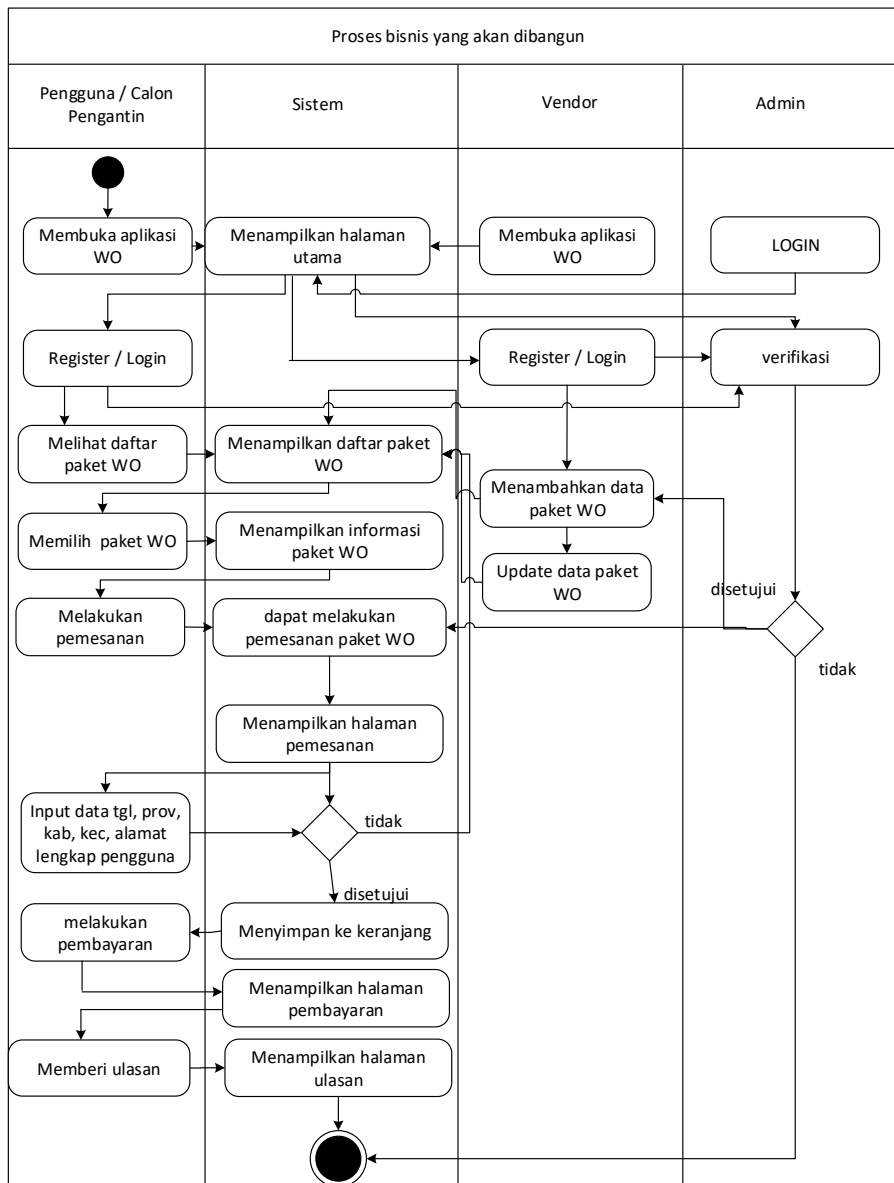 Proses bisnis yang akan dibangun
Pengguna / Calon
Pengantin
Sistem
Vendor
Admin
Membuka aplikasi
WO
Menampilkan halaman
utama
Membuka aplikasi
WO
LOGIN
Register / Login
Register / Login
verifikasi
Melihat daftar
paket WO
Menampilkan daftar paket
WO
Menambahkan data
paket WO
Memilih  paket WO
Menampilkan informasi
paket WO
Update data paket
WO
disetujui
Melakukan
pemesanan
dapat melakukan
pemesanan paket WO
tidak
Menampilkan halaman
pemesanan
Input data tgl, prov,
kab, kec, alamat
lengkap pengguna
tidak
disetujui
melakukan
pembayaran
Menyimpan ke keranjang
Menampilkan halaman
pembayaran
Memberi ulasan
Menampilkan halaman
ulasan